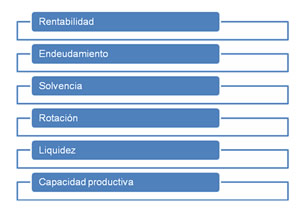 Rentabilidad
Endeudamiento
Solvencia
Rotación
Liquidez
Capacidad productiva